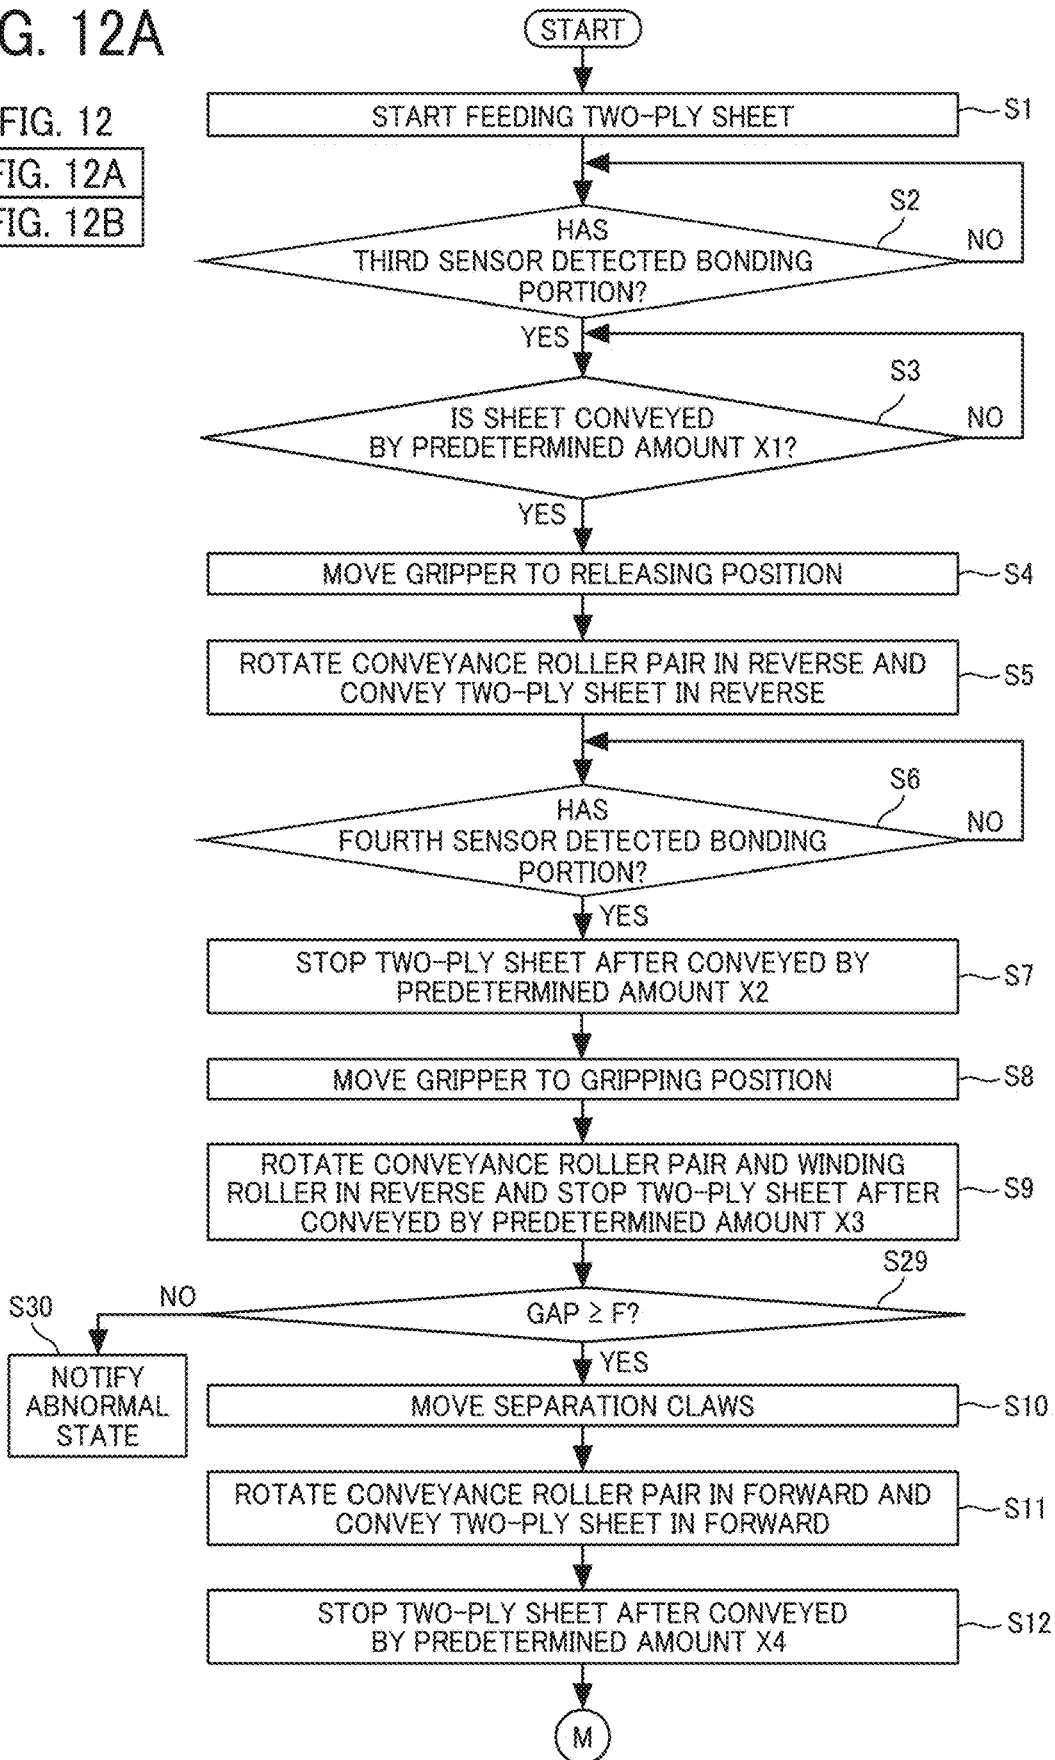 G. 12A
FIG. 12
FIG. 12A
FIG. 12B
START
START FEEDING TWO-PLY SHEET
S1
HAS
THIRD SENSOR DETECTED BONDING
PORTION?
S2
NO
YES
IS SHEET CONVEYED
BY PREDETERMINED AMOUNT X1?
S3
NO
YES
MOVE GRIPPER TO RELEASING POSITION
S4
ROTATE CONVEYANCE ROLLER PAIR IN REVERSE AND
CONVEY TWO-PLY SHEET IN REVERSE
S5
HAS
FOURTH SENSOR DETECTED BONDING
PORTION?
S6
NO
YES
STOP TWO-PLY SHEET AFTER CONVEYED BY
PREDETERMINED AMOUNT X2
S7
MOVE GRIPPER TO GRIPPING POSITION
S8
ROTATE CONVEYANCE ROLLER PAIR AND WINDING
ROLLER IN REVERSE AND STOP TWO-PLY SHEET AFTER
CONVEYED BY PREDETERMINED AMOUNT X3
S9
GAP ≥ F?
S29
NO
S30
NOTIFY
ABNORMAL
STATE
YES
MOVE SEPARATION CLAWS
S10
ROTATE CONVEYANCE ROLLER PAIR IN FORWARD AND
CONVEY TWO-PLY SHEET IN FORWARD
S11
STOP TWO-PLY SHEET AFTER CONVEYED
BY PREDETERMINED AMOUNT X4
S12
M